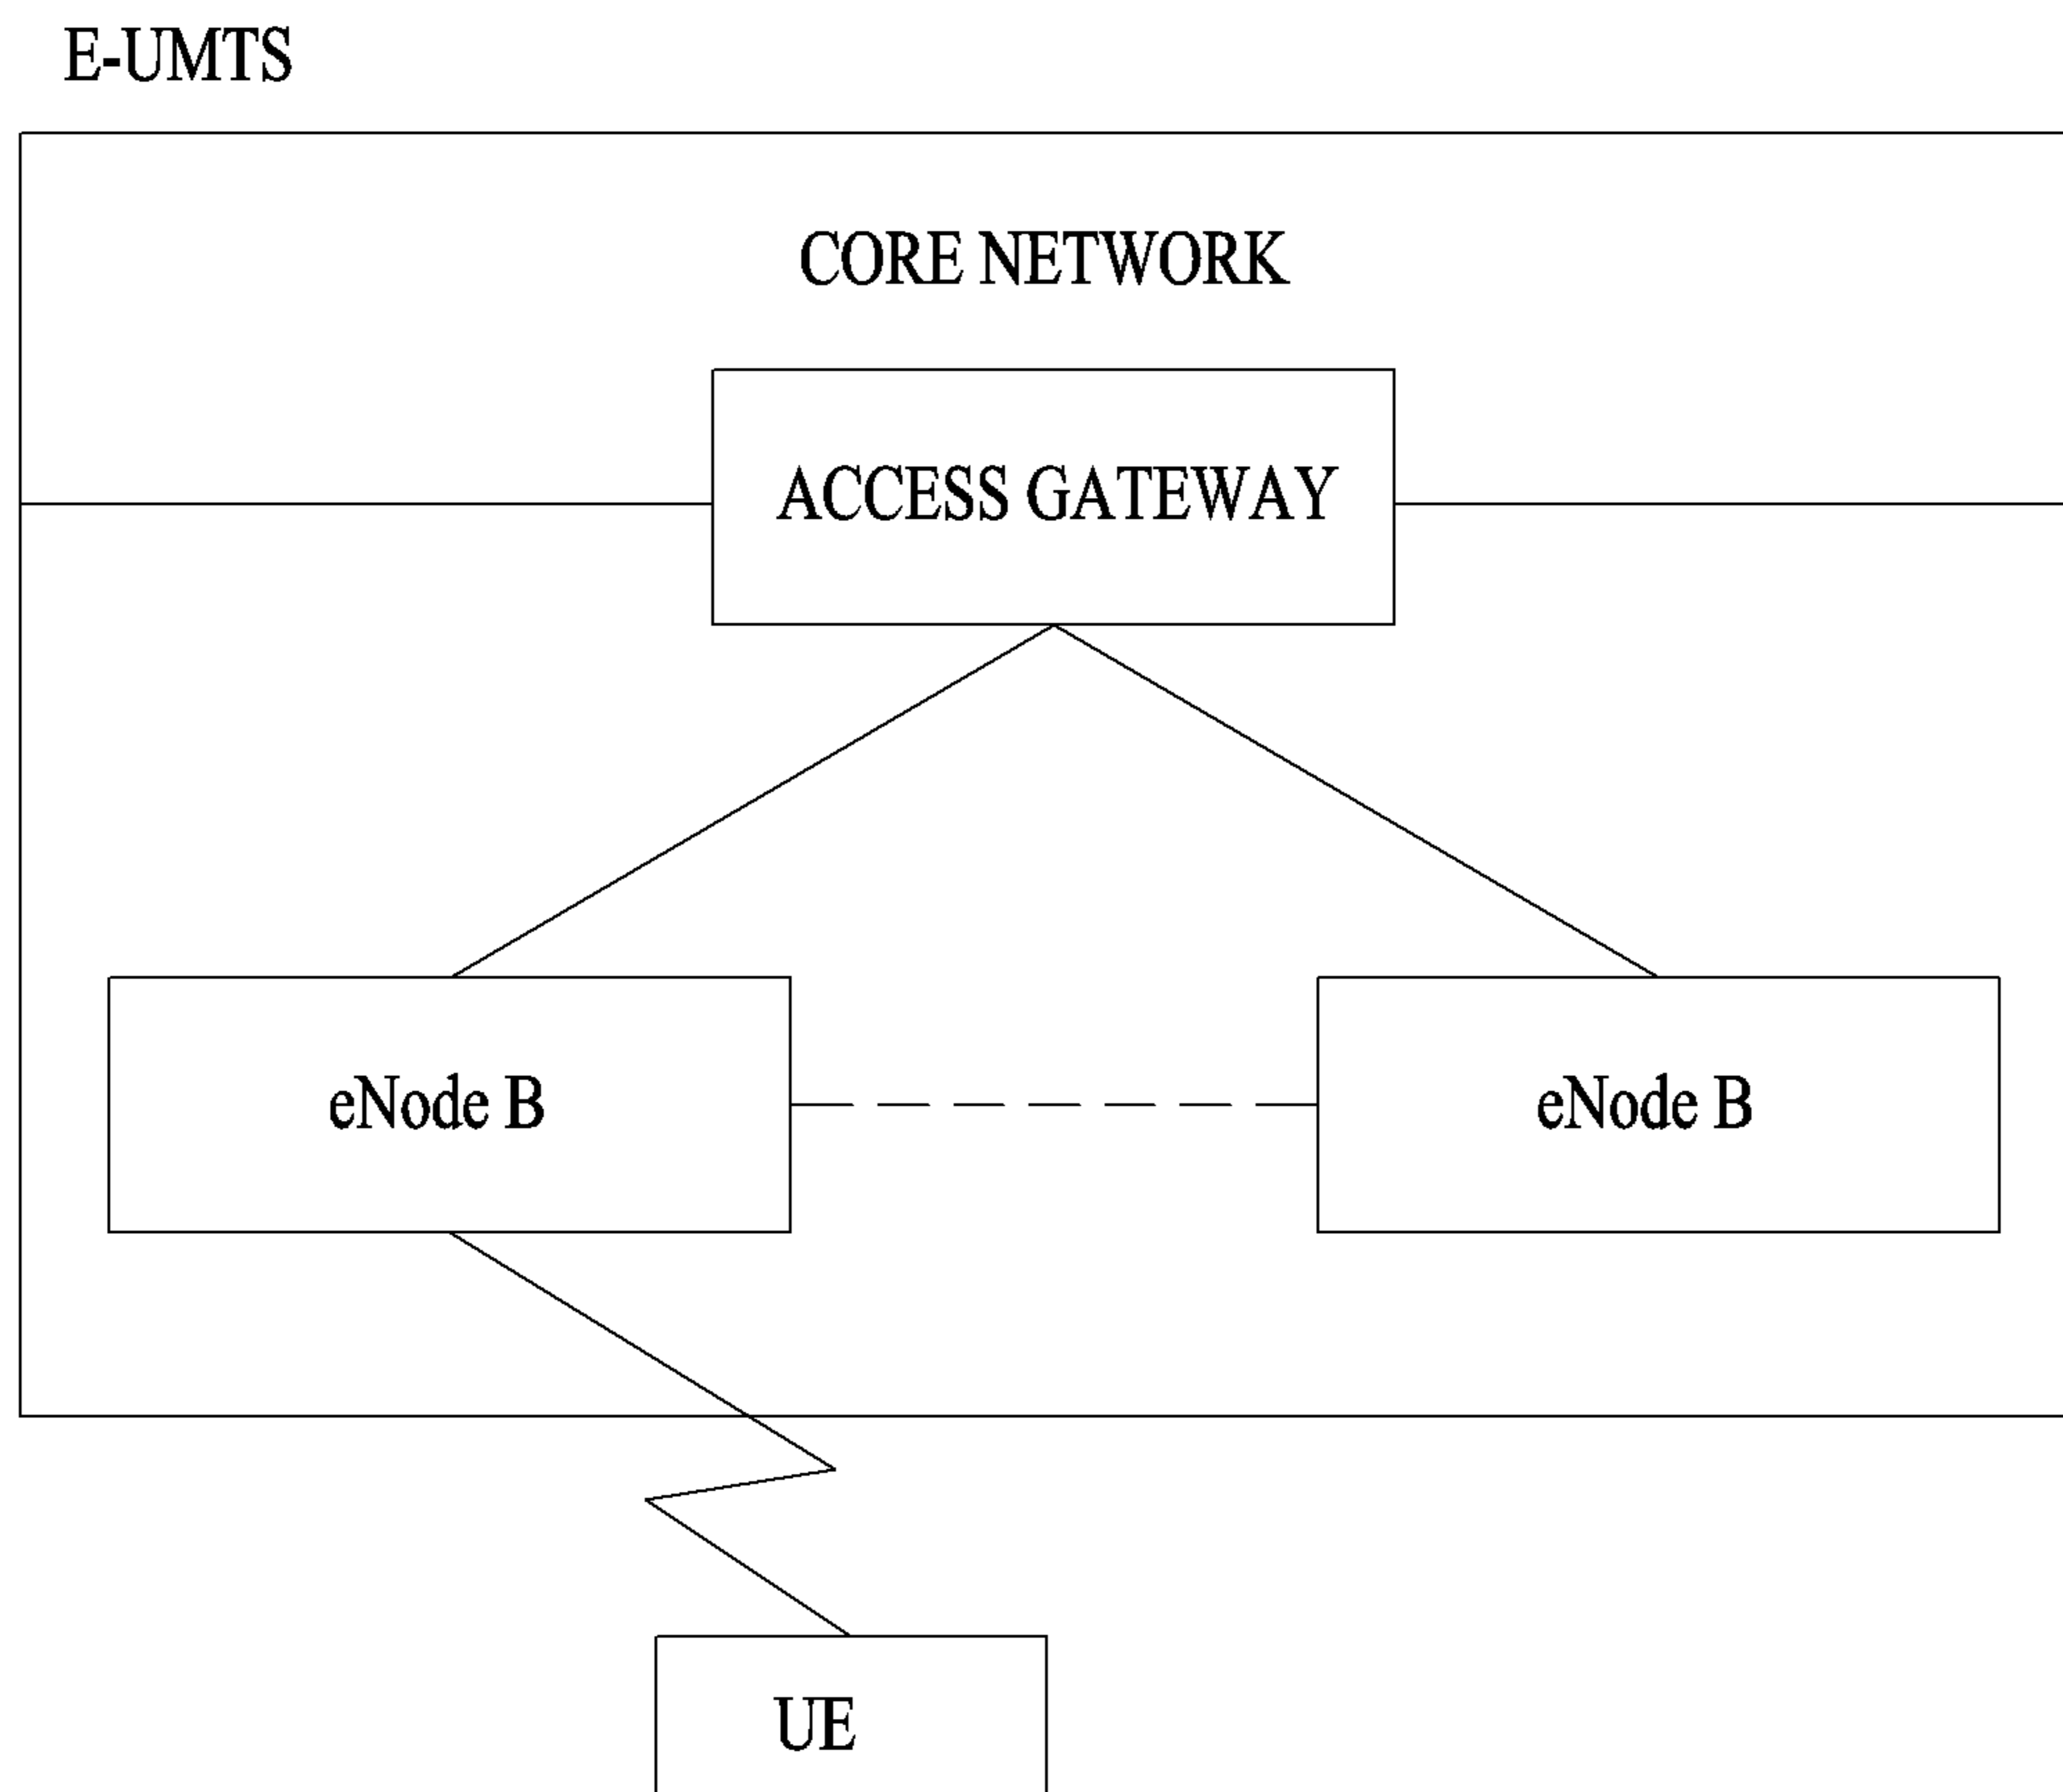 E-UMTS
CORE NETWORK
ACCESS GATEWAY
eNode B
eNode B
UE